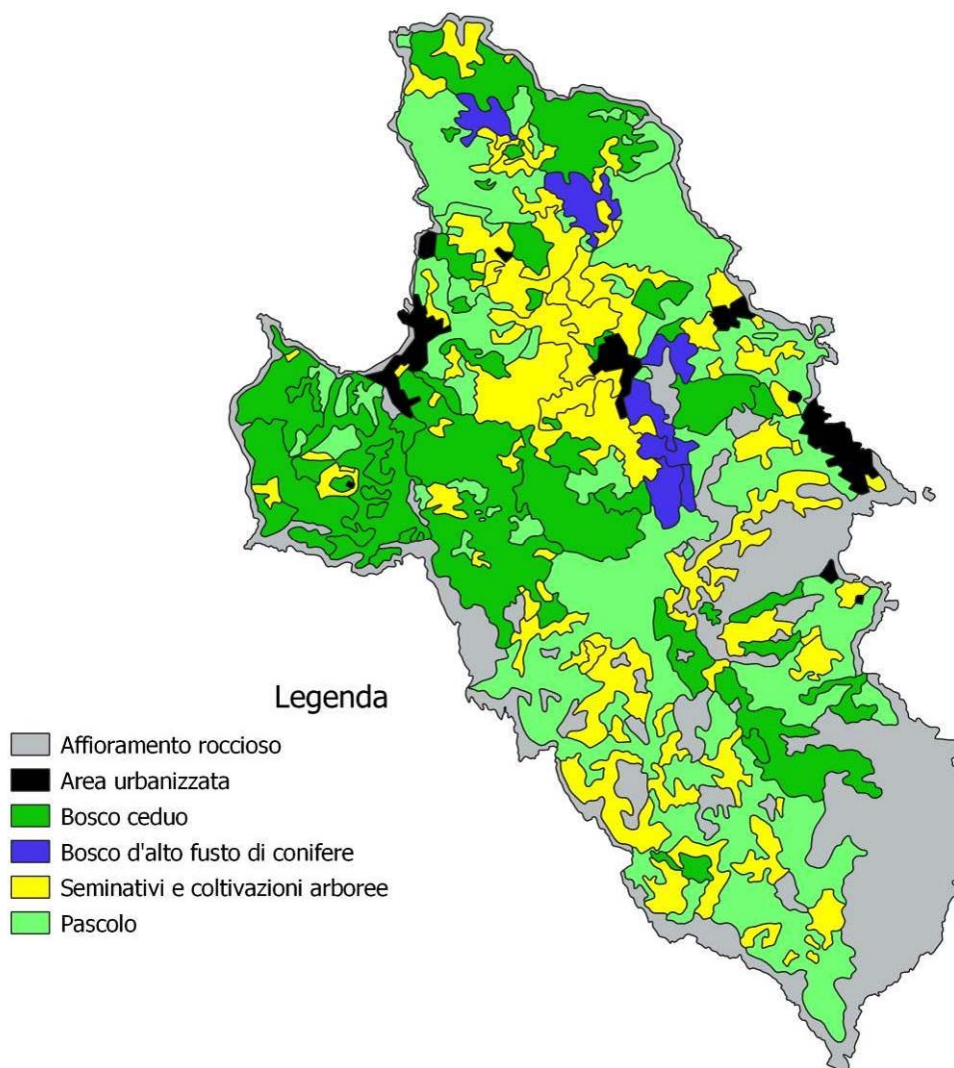 Legenda
Affioramento roccioso
Area urbanizzata
Bosco ceduo
Bosco d'alto fusto di conifere
Seminativi e coltivazioni arboree
Pascolo